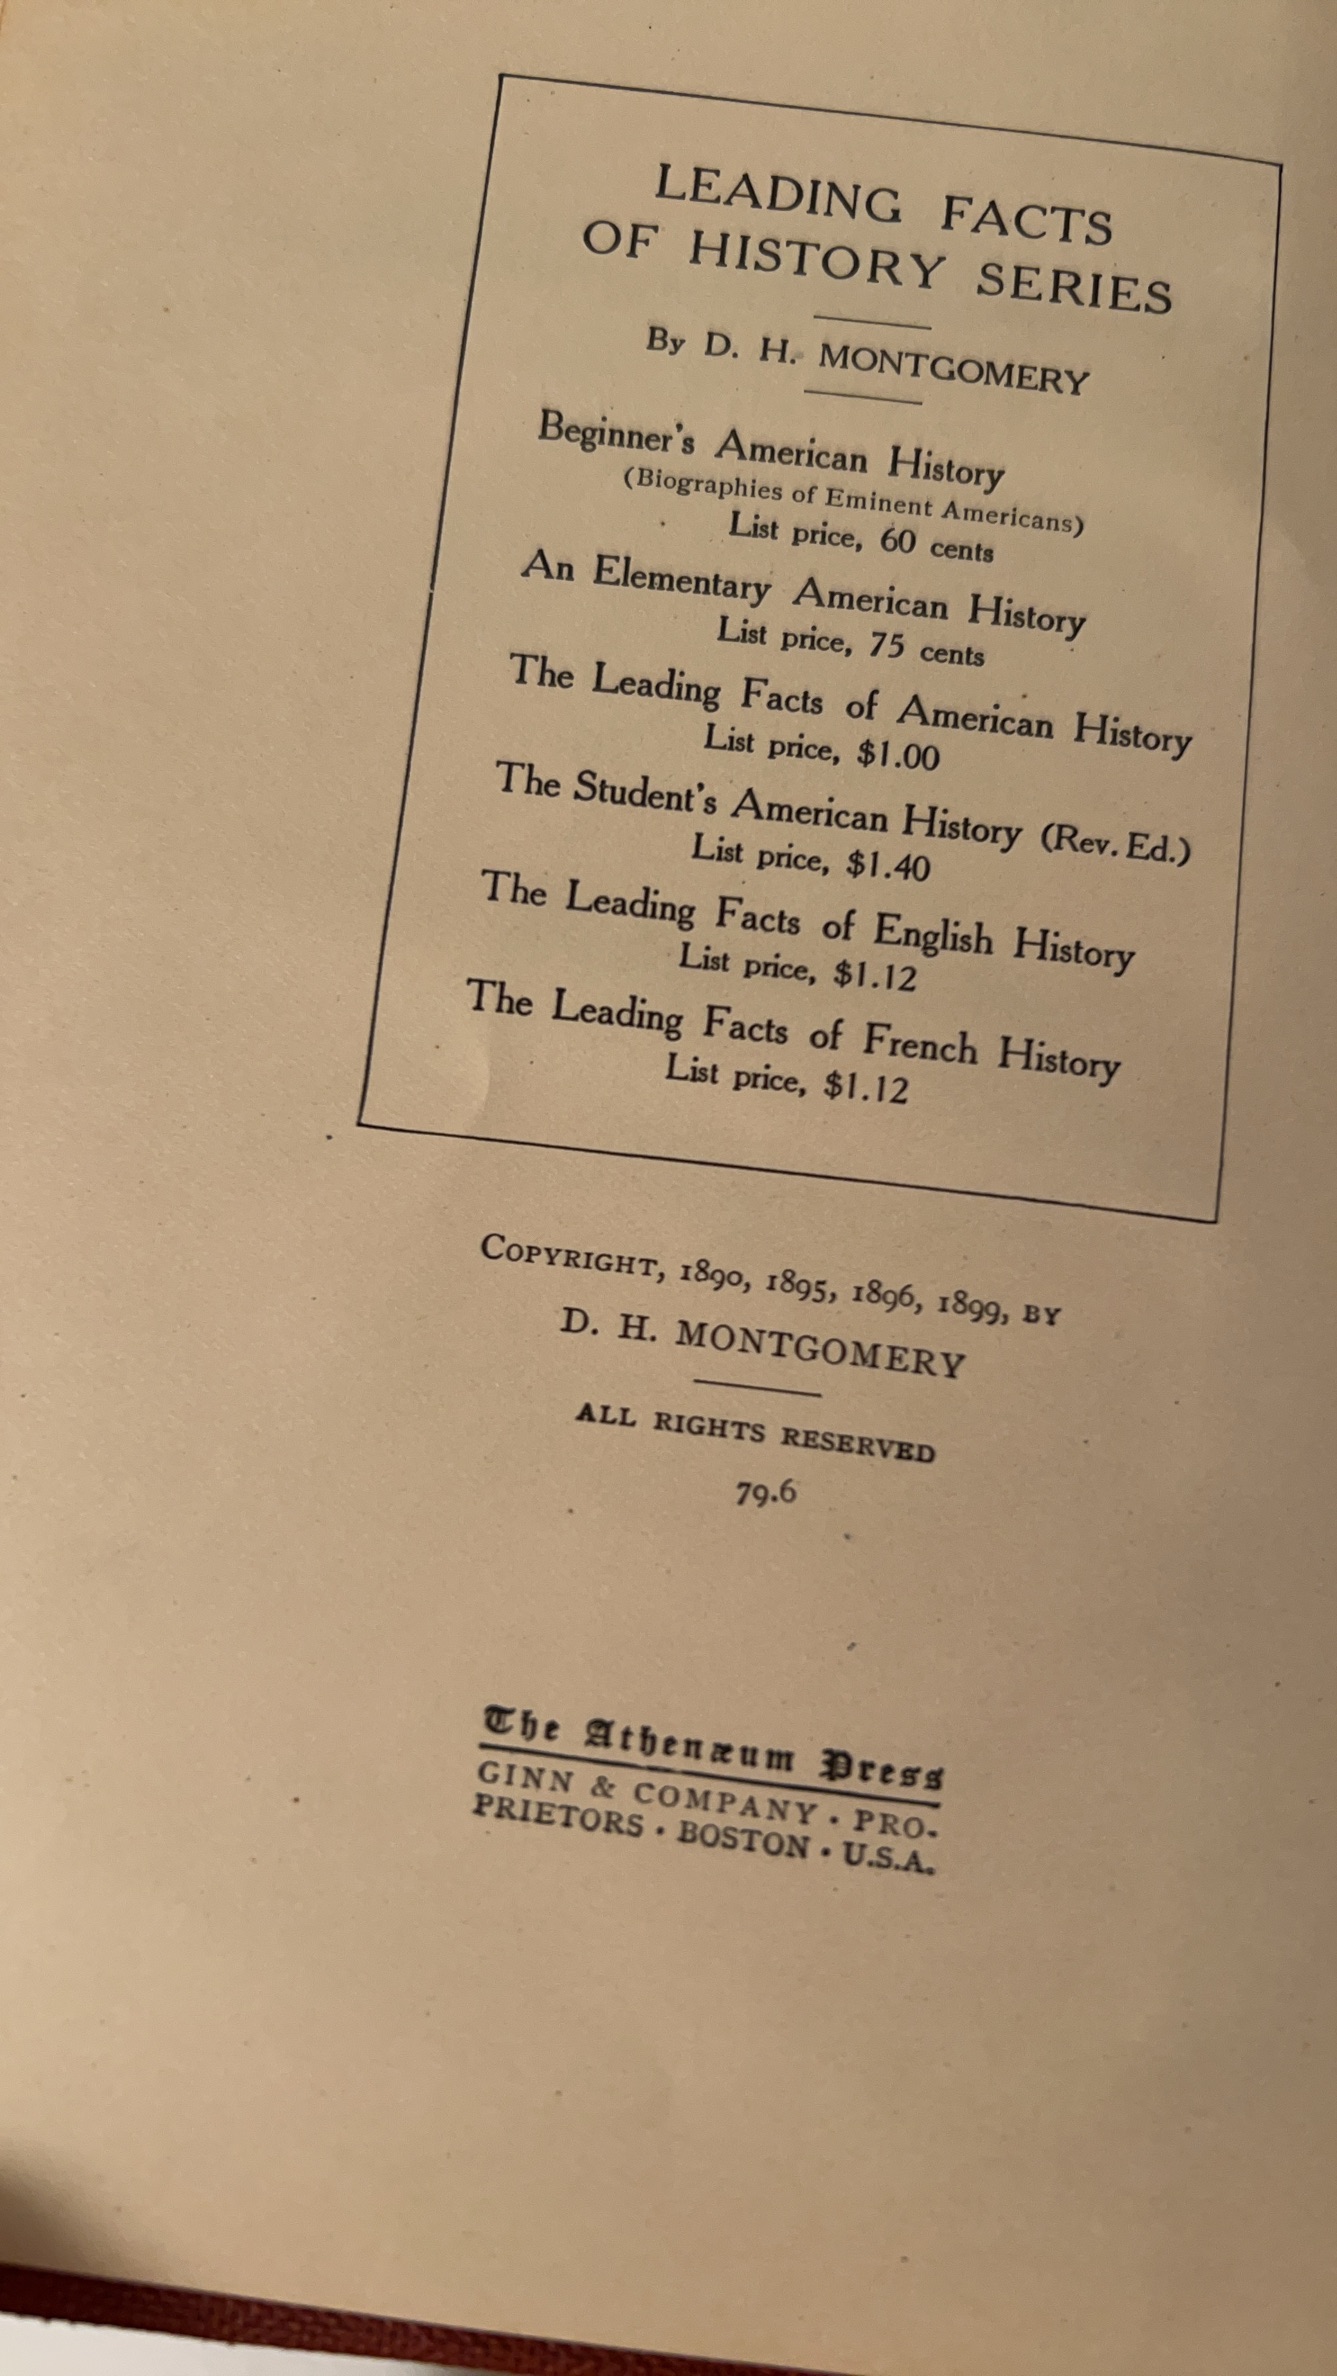 LEADING FACTS
OF HISTORY SERIES
By D. H. MONTGOMERY
Beginner's American History
(Biographies of Eminent Americans)
List price, 60 cents
An Elementary American History
List price, 75 cents
The Leading Facts of American History
List price, $1.00
The Student's American History (Rev. Ed.)
List price, $1.40
The Leading Facts of English History
List price, $1.12
The Leading Facts of French History
List price, $1.12
COPYRIGHT, 1890, 1895, 1896, 1899, BY
D. H. MONTGOMERY
ALL RIGHTS RESERVED
79.6
The Athenæum Press
GINN & COMPANY · PRO-
PRIETORS · BOSTON · U.S.A.